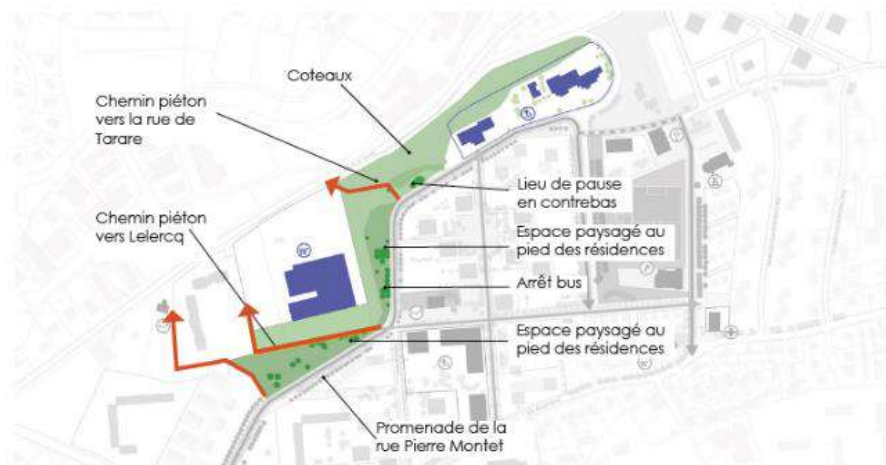 Coteaux
Chemin piéton
vers la rue de
Tarare
Lieu de pause
en contrebas
Chemin piéton
vers Lelercq
Espace paysagé au
pied des résidences
Arrêt bus
Espace paysagé au
pied des résidences
Promenade de la
rue Pierre Montet